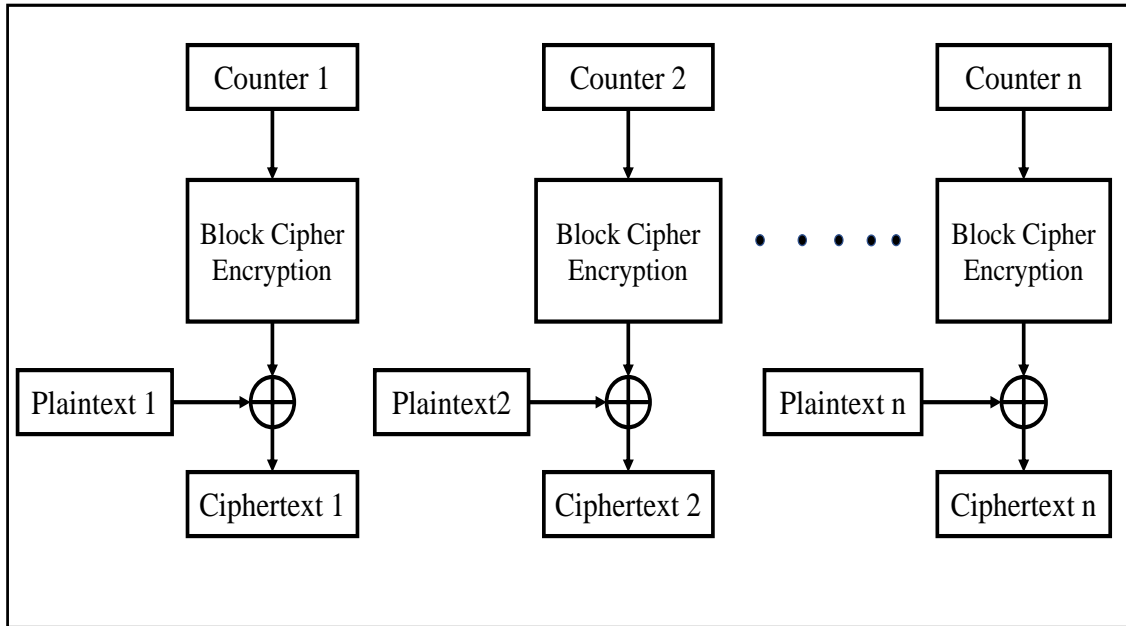 Counter 1
Counter 2
Counter n
Block Cipher
Encryption
Block Cipher
Encryption
Block Cipher
Encryption
Plaintext 1
Plaintext2
Plaintext n
Ciphertext 1
Ciphertext 2
Ciphertext n